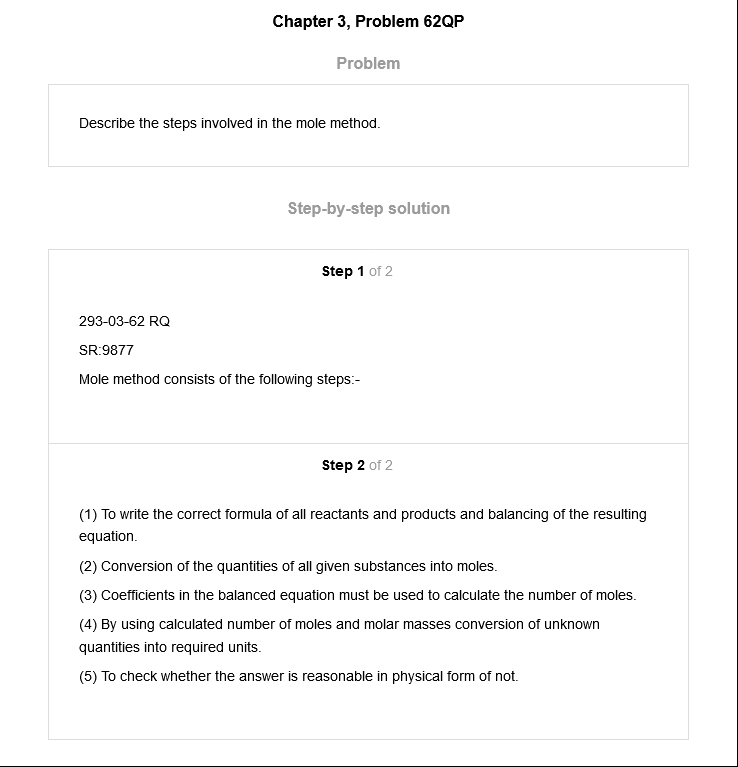 Chapter 3, Problem 62QP
Problem
Describe the steps involved in the mole method.
Step-by-step solution
Step 1 of 2
293-03-62 RQ
SR:9877
Mole method consists of the following steps:-
Step 2 of 2
(1) To write the correct formula of all reactants and products and balancing of the resulting
equation.
(2) Conversion of the quantities of all given substances into moles.
(3) Coefficients in the balanced equation must be used to calculate the number of moles.
(4) By using calculated number of moles and molar masses conversion of unknown
quantities into required units.
(5) To check whether the answer is reasonable in physical form of not.